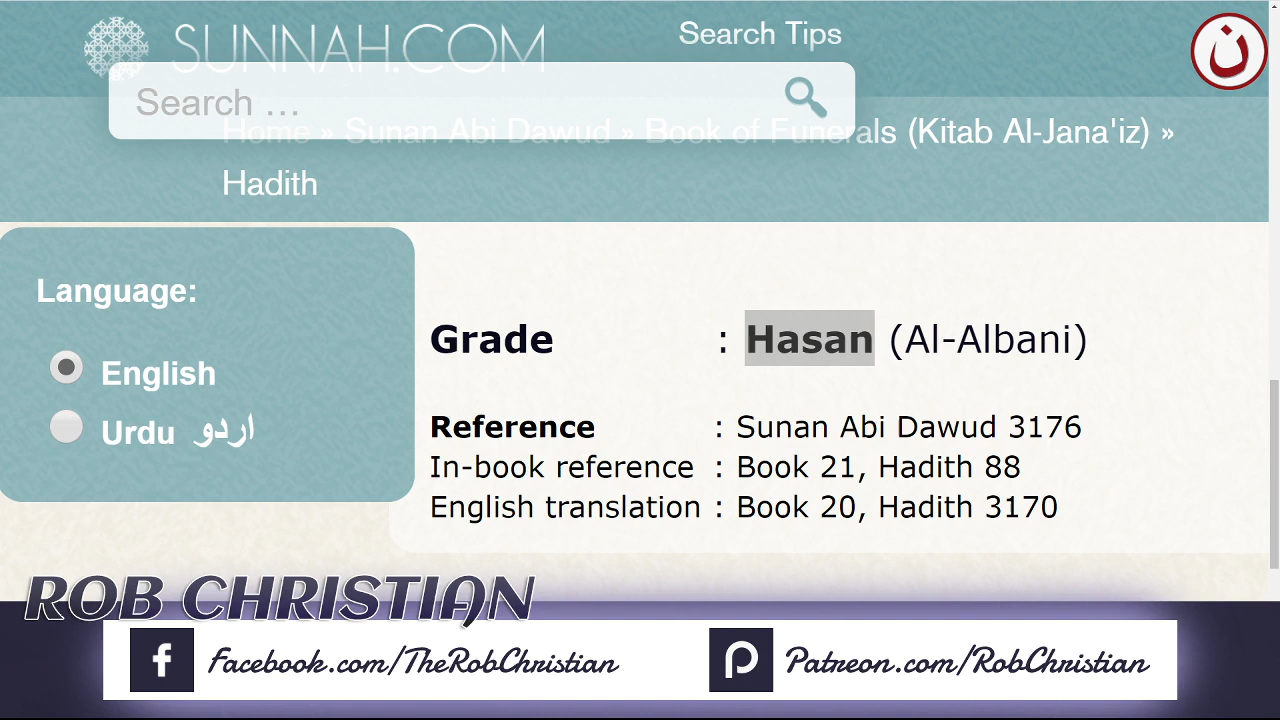 SUNNAH.COM
Search Tips
ن
Search ...
Home » Sunan Abi Dawud » Book of Funerals (Kitab Al-Jana'iz) »
Hadith
Language:
English
Urdu اردو
Grade : Hasan (Al-Albani)
Reference : Sunan Abi Dawud 3176
In-book reference : Book 21, Hadith 88
English translation : Book 20, Hadith 3170
ROB CHRISTIAN
f Facebook.com/TheRobChristian
Patreon.com/RobChristian